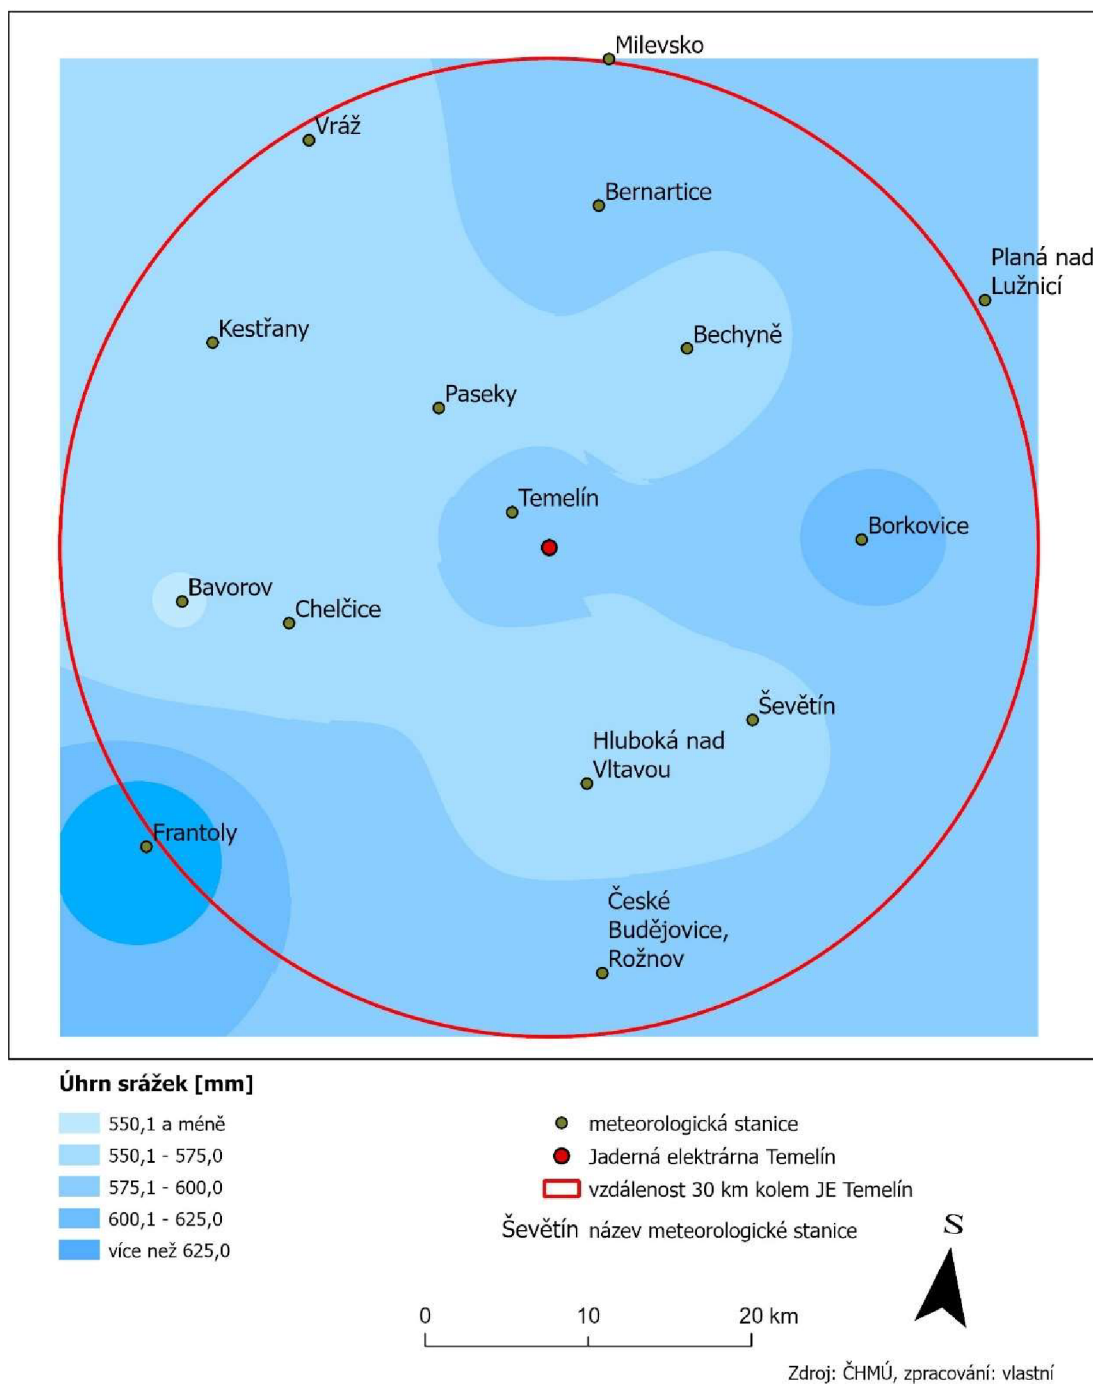 Milevsko
Vráž
Bernartice
Planá nad
Lužnicí
Kestřany
Bechyně
Paseky
Temelín
Borkovice
Bavorov
Chelčice
Ševětín
Hluboká nad
Vltavou
Frantoly
České
Budějovice,
Rožnov
Úhrn srážek [mm]
550,1 a méně
550,1 - 575,0
575,1 - 600,0
600,1 - 625,0
více než 625,0
meteorologická stanice
Jaderná elektrárna Temelín
vzdálenost 30 km kolem JE Temelín
Ševětín název meteorologické stanice
S
0 10 20 km
Zdroj: ČHMÚ, zpracování: vlastní